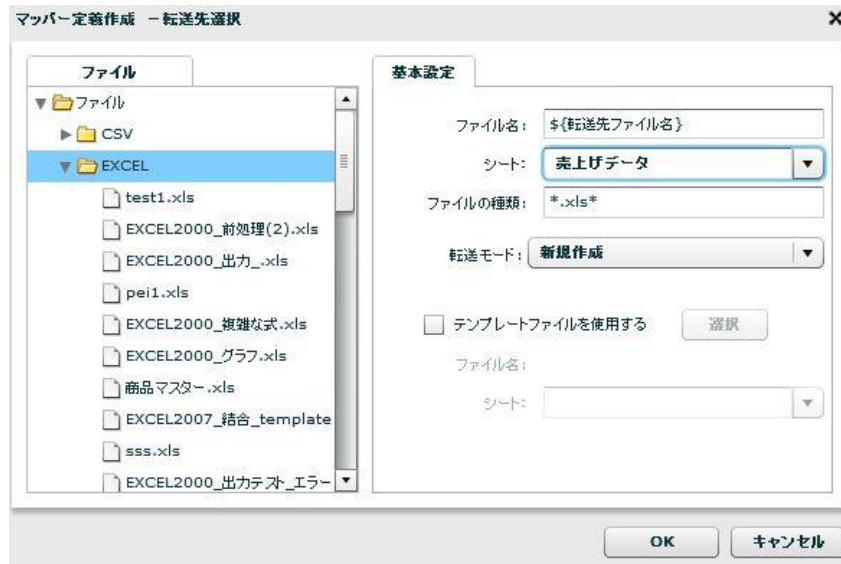 マッパー定義作成 －転送先選択
ファイル
ファイル
CSV
EXCEL
test1.xls
EXCEL2000_前処理(2).xls
EXCEL2000_出力_.xls
pei1.xls
EXCEL2000_複雑な式.xls
EXCEL2000_グラフ.xls
商品マスター.xls
EXCEL2007_結合_template
sss.xls
EXCEL2000_出力テスト_エラー
基本設定
ファイル名： ${転送先ファイル名}
シート： 売上げデータ
ファイルの種類： *.xls*
転送モード： 新規作成
テンプレートファイルを使用する 選択
ファイル名：
シート：
OK キャンセル